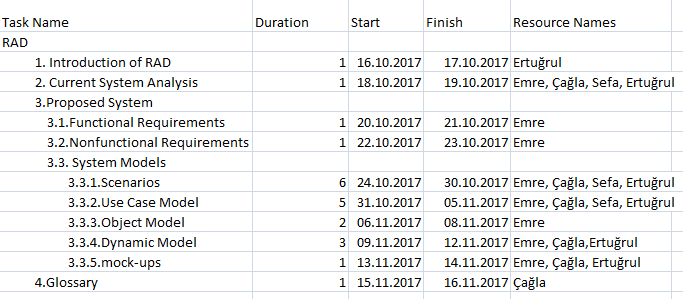 Task Name Duration Start Finish Resource Names
RAD
1. Introduction of RAD 1 16.10.2017 17.10.2017 Ertuğrul
2. Current System Analysis 1 18.10.2017 19.10.2017 Emre, Çağla, Sefa, Ertuğrul
3.Proposed System
3.1.Functional Requirements 1 20.10.2017 21.10.2017 Emre
3.2.Nonfunctional Requirements 1 22.10.2017 23.10.2017 Emre
3.3. System Models
3.3.1.Scenarios 6 24.10.2017 30.10.2017 Emre, Çağla, Sefa, Ertuğrul
3.3.2.Use Case Model 5 31.10.2017 05.11.2017 Emre, Çağla, Sefa, Ertuğrul
3.3.3.Object Model 2 06.11.2017 08.11.2017 Emre
3.3.4.Dynamic Model 3 09.11.2017 12.11.2017 Emre, Çağla,Ertuğrul
3.3.5.mock-ups 1 13.11.2017 14.11.2017 Emre, Çağla, Ertuğrul
4.Glossary 1 15.11.2017 16.11.2017 Çağla